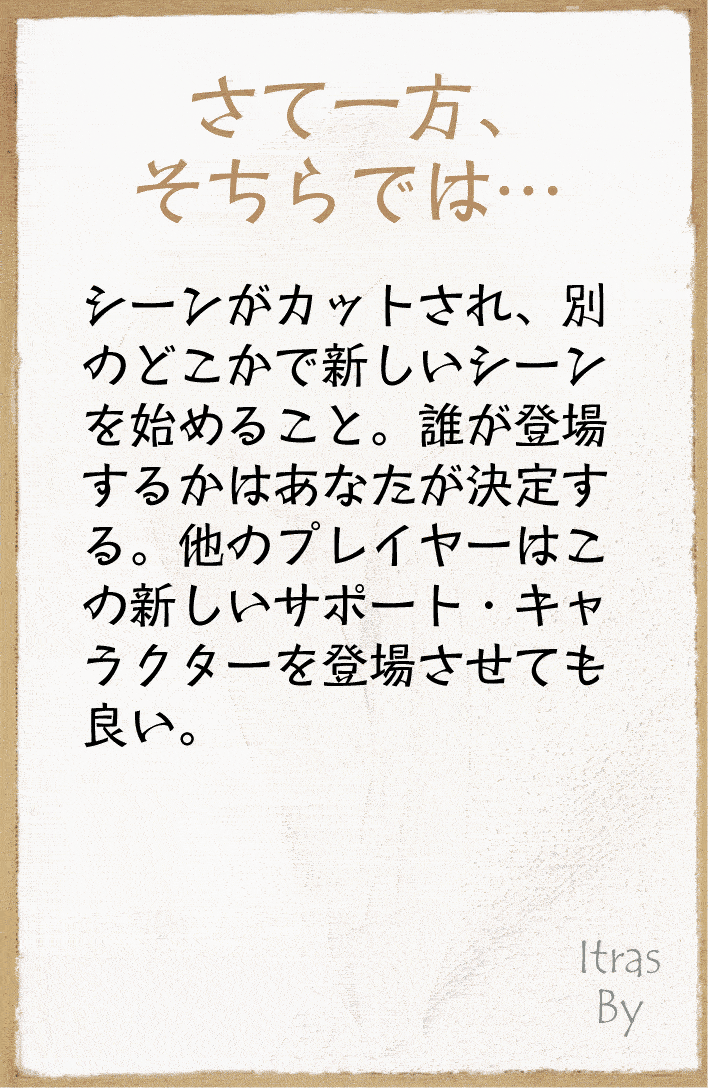 さて一方、
そちらでは…
シーンがカットされ、別
のどこかで新しいシーン
を始めること。誰が登場
するかはあなたが決定す
る。他のプレイヤーはこ
の新しいサポート・キャ
ラクターを登場させても
良い。
Itras
By